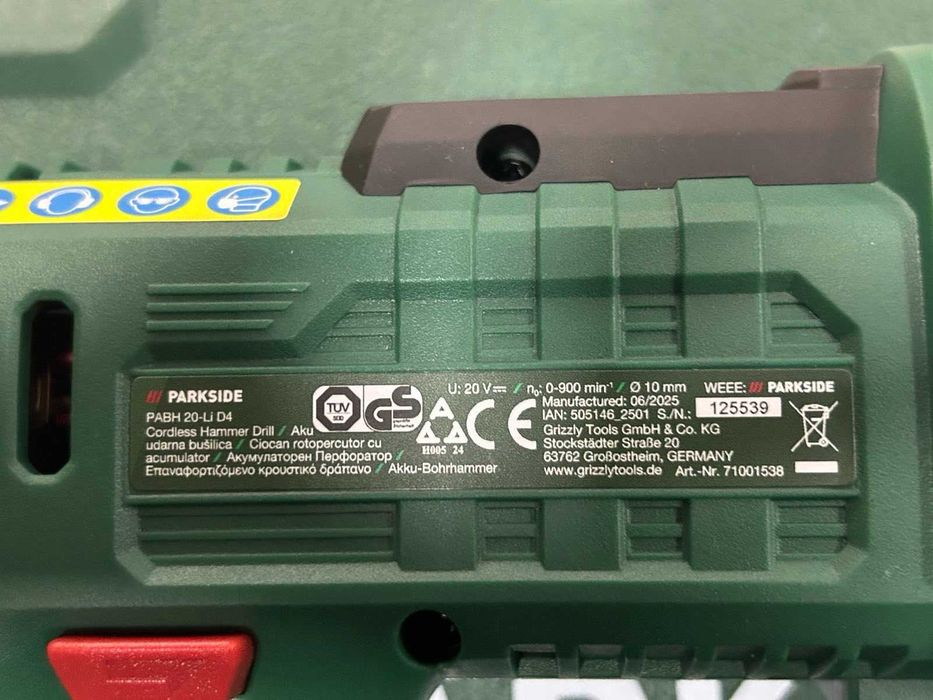 PARKSIDE
PABH 20-Li D4
Cordless Hammer Drill / Aku
udarna bušilica / Ciocan rotopercutor cu
acumulator / Акумулаторен Перфоратор /
Επαναφορτιζόμενο κρουστικό δράπανο / Akku-Bohrhammer
TÜV
SÜD
GS
geprüfte
Sicherheit
H005 24
CE
U: 20 V / n₀: 0-900 min⁻¹ / Ø 10 mm
Manufactured: 06/2025
IAN: 505146_2501 S./N.: 125539
Grizzly Tools GmbH & Co. KG
Stockstädter Straße 20
63762 Großostheim, GERMANY
www.grizzlytools.de Art.-Nr. 71001538
WEEE: PARKSIDE